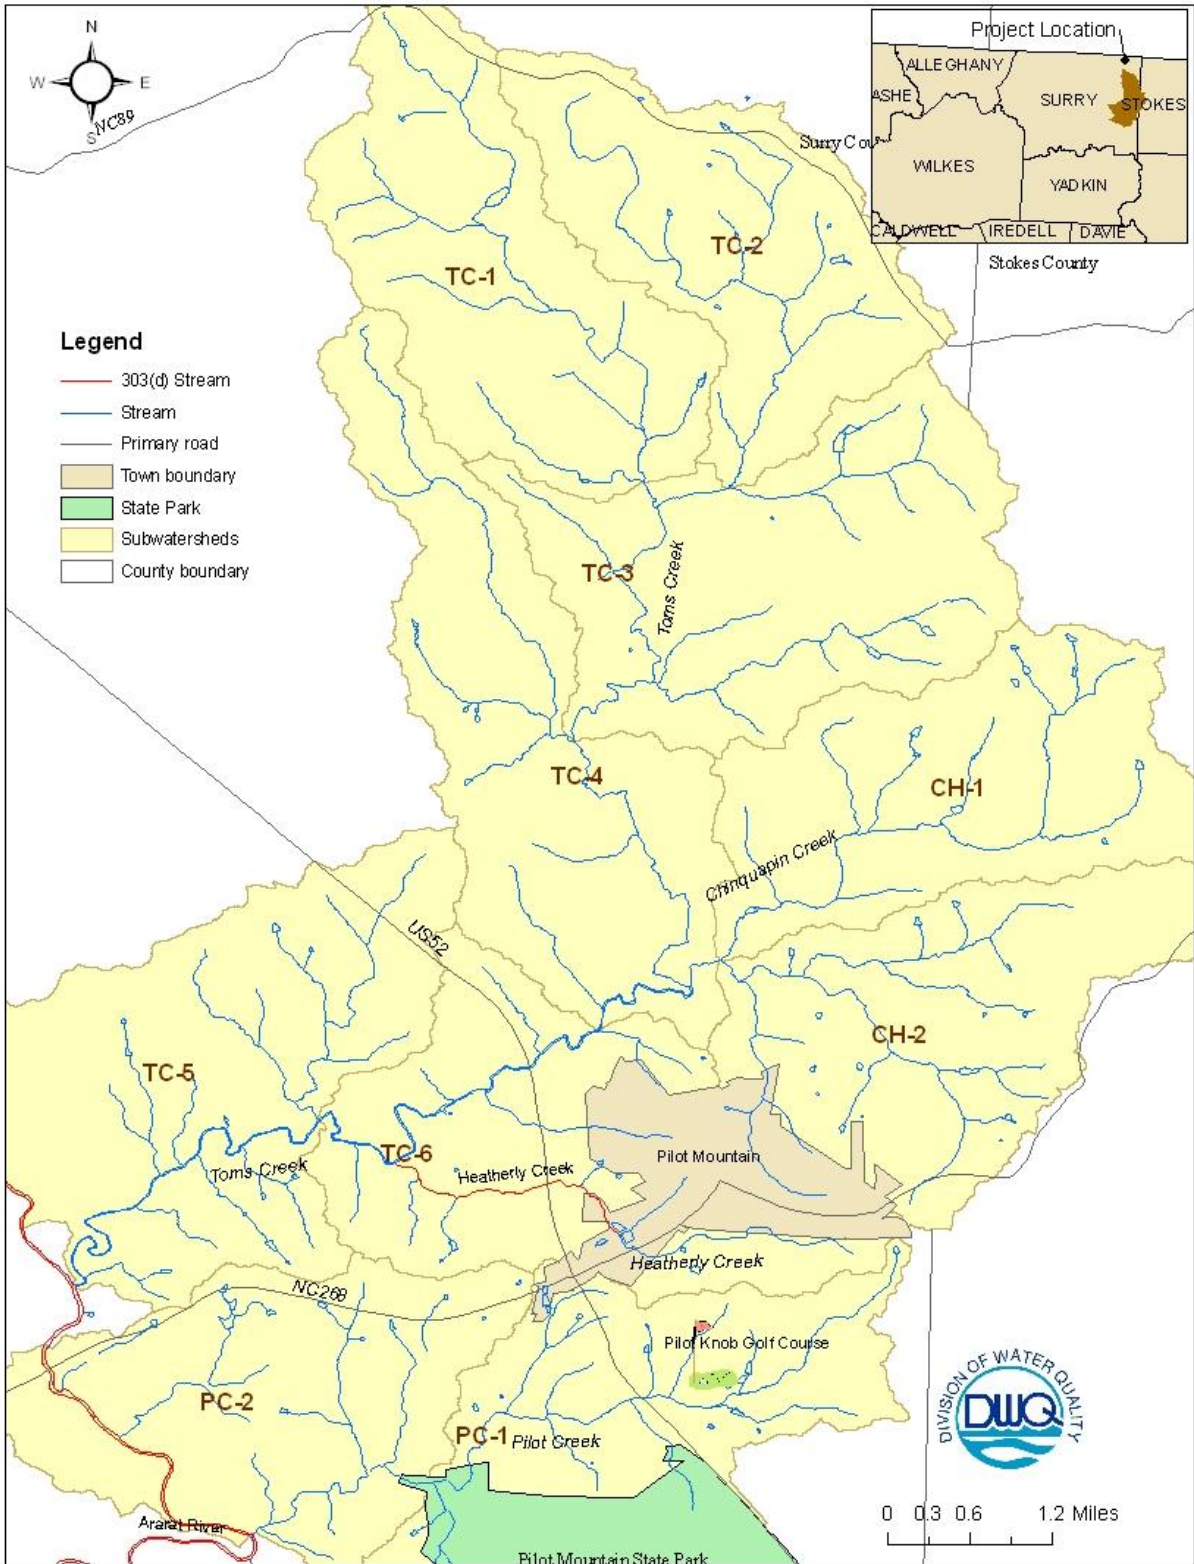 N
W
E
S
NC89
Project Location
ALLEGHANY
ASHE
SURRY
STOKES
WILKES
YADKIN
CALDWELL
IREDELL
DAVIE
Surry Cou
Stokes County
TC-2
TC-1
Legend
303(d) Stream
Stream
Primary road
Town boundary
State Park
Subwatersheds
County boundary
TC-3
Toms Creek
TC-4
CH-1
Chinquapin Creek
US52
CH-2
TC-5
TC-6
Toms Creek
Heatherly Creek
Pilot Mountain
Heatherly Creek
NC268
Pilot Knob Golf Course
PC-2
PC-1
Pilot Creek
DIVISION OF WATER QUALITY
DWQ
0 0.3 0.6 1.2 Miles
Ararat River
Pilot Mountain State Park